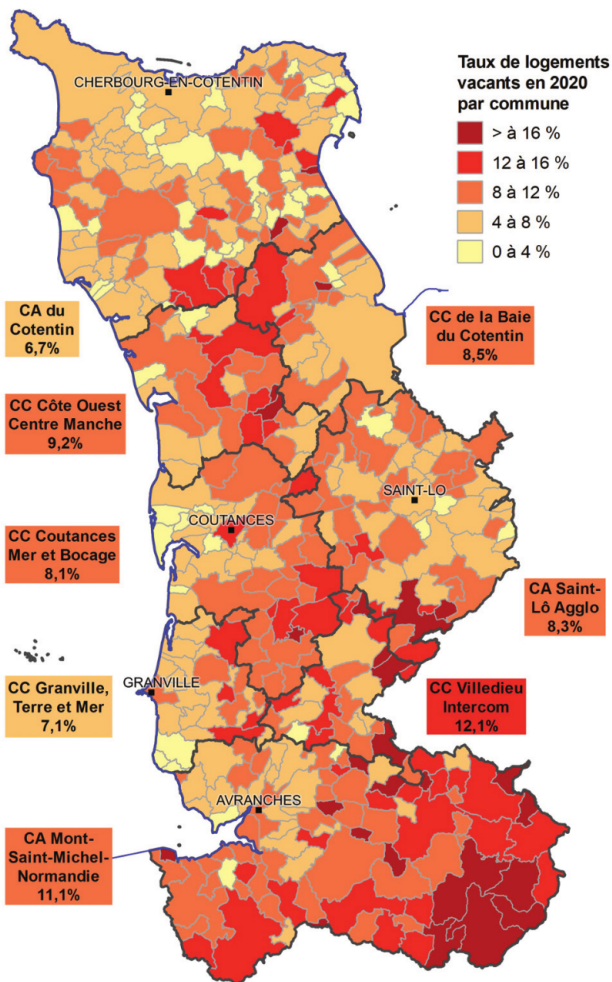 CHERBOURG-EN-COTENTIN
Taux de logements
vacants en 2020
par commune
> à 16 %
12 à 16 %
8 à 12 %
4 à 8 %
0 à 4 %
CA du
Cotentin
6,7%
CC de la Baie
du Cotentin
8,5%
CC Côte Ouest
Centre Manche
9,2%
SAINT-LO
COUTANCES
CC Coutances
Mer et Bocage
8,1%
CA Saint-
Lô Agglo
8,3%
CC Granville,
Terre et Mer
7,1%
GRANVILLE
CC Villedieu
Intercom
12,1%
AVRANCHES
CA Mont-
Saint-Michel-
Normandie
11,1%